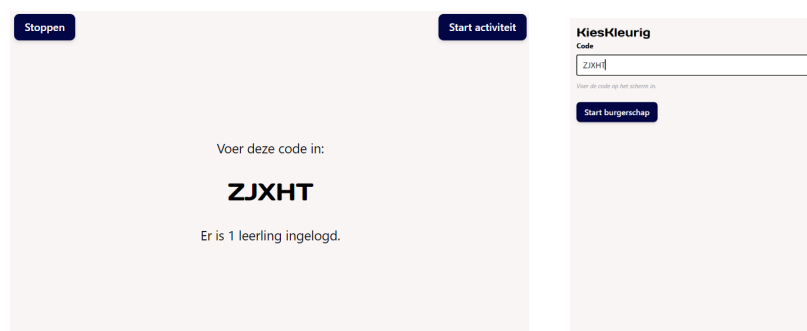 Stoppen
Start activiteit
Voer deze code in:
ZJXHT
Er is 1 leerling ingelogd.
KiesKleurig
Code
ZJXHT
Voer de code op het scherm in.
Start burgerschap